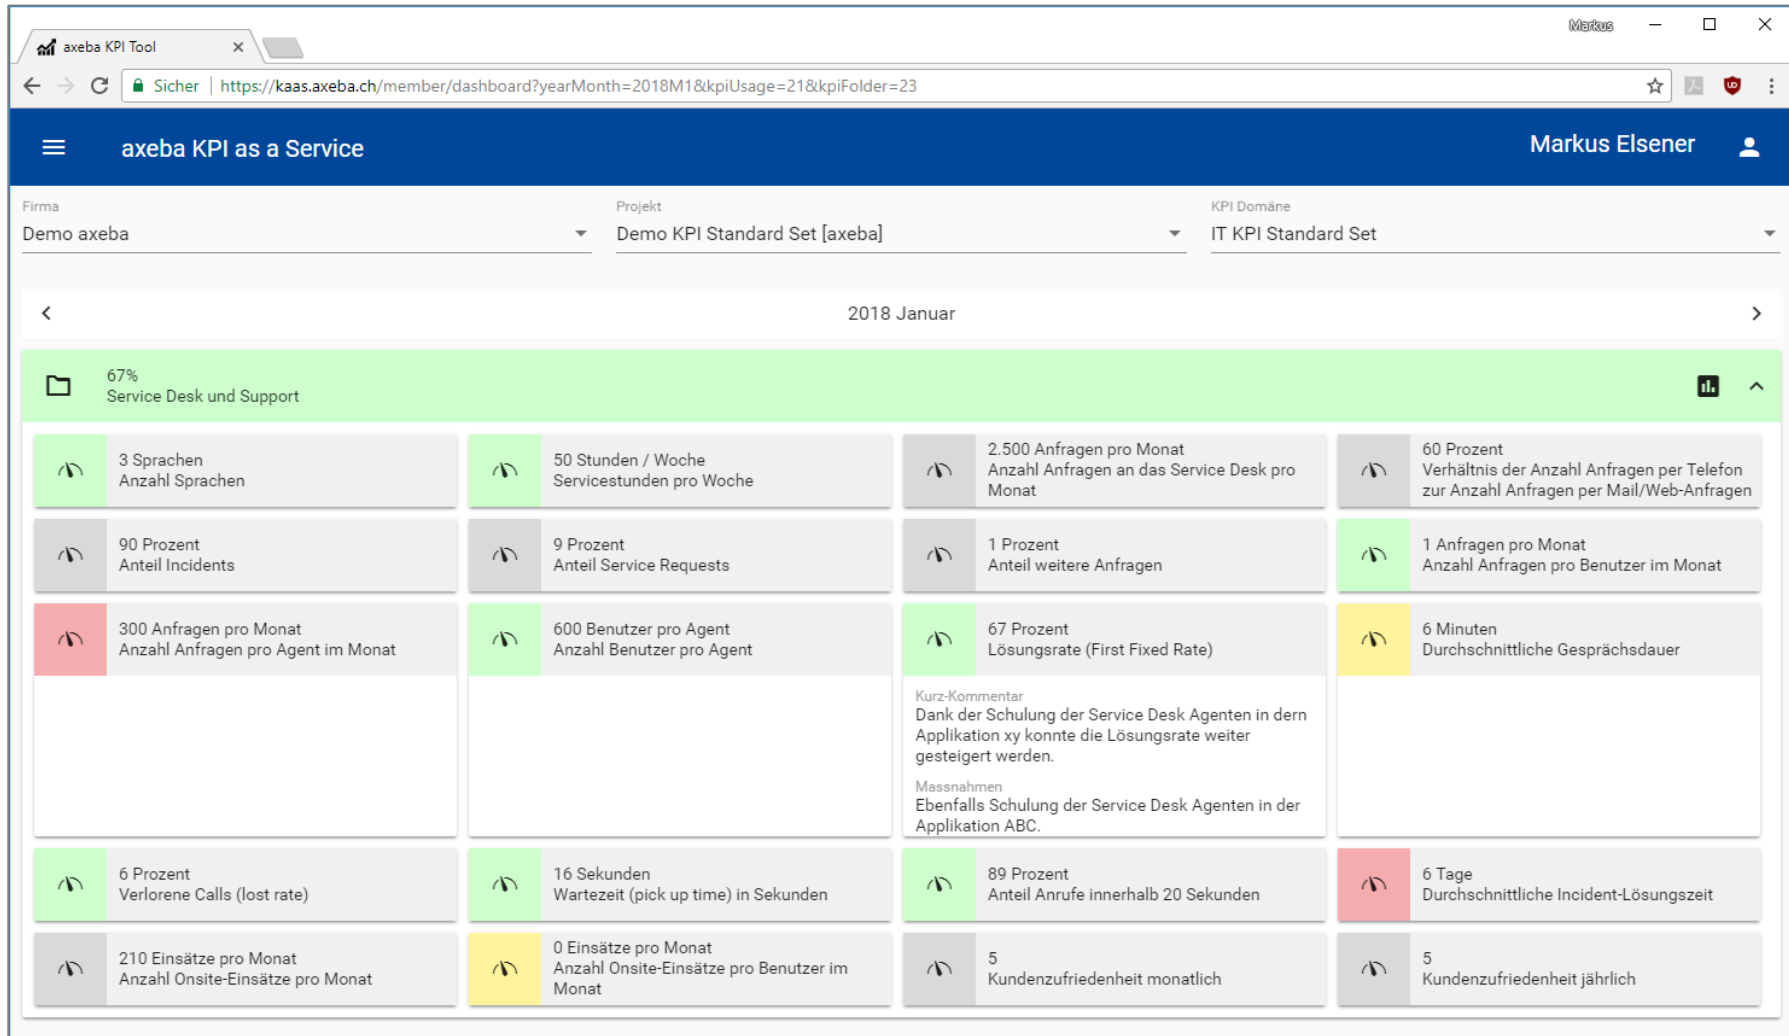 Markus
axeba KPI Tool
Sicher | https://kaas.axeba.ch/member/dashboard?yearMonth=2018M1&kpiUsage=21&kpiFolder=23
axeba KPI as a Service
Markus Elsener
Firma
Demo axeba
Projekt
Demo KPI Standard Set [axeba]
KPI Domäne
IT KPI Standard Set
2018 Januar
67%
Service Desk und Support
3 Sprachen
Anzahl Sprachen
50 Stunden / Woche
Servicestunden pro Woche
2.500 Anfragen pro Monat
Anzahl Anfragen an das Service Desk pro
Monat
60 Prozent
Verhältnis der Anzahl Anfragen per Telefon
zur Anzahl Anfragen per Mail/Web-Anfragen
90 Prozent
Anteil Incidents
9 Prozent
Anteil Service Requests
1 Prozent
Anteil weitere Anfragen
1 Anfragen pro Monat
Anzahl Anfragen pro Benutzer im Monat
300 Anfragen pro Monat
Anzahl Anfragen pro Agent im Monat
600 Benutzer pro Agent
Anzahl Benutzer pro Agent
67 Prozent
Lösungsrate (First Fixed Rate)
Kurz-Kommentar
Dank der Schulung der Service Desk Agenten in dern
Applikation xy konnte die Lösungsrate weiter
gesteigert werden.
Massnahmen
Ebenfalls Schulung der Service Desk Agenten in der
Applikation ABC.
6 Minuten
Durchschnittliche Gesprächsdauer
6 Prozent
Verlorene Calls (lost rate)
16 Sekunden
Wartezeit (pick up time) in Sekunden
89 Prozent
Anteil Anrufe innerhalb 20 Sekunden
6 Tage
Durchschnittliche Incident-Lösungszeit
210 Einsätze pro Monat
Anzahl Onsite-Einsätze pro Monat
0 Einsätze pro Monat
Anzahl Onsite-Einsätze pro Benutzer im
Monat
5
Kundenzufriedenheit monatlich
5
Kundenzufriedenheit jährlich